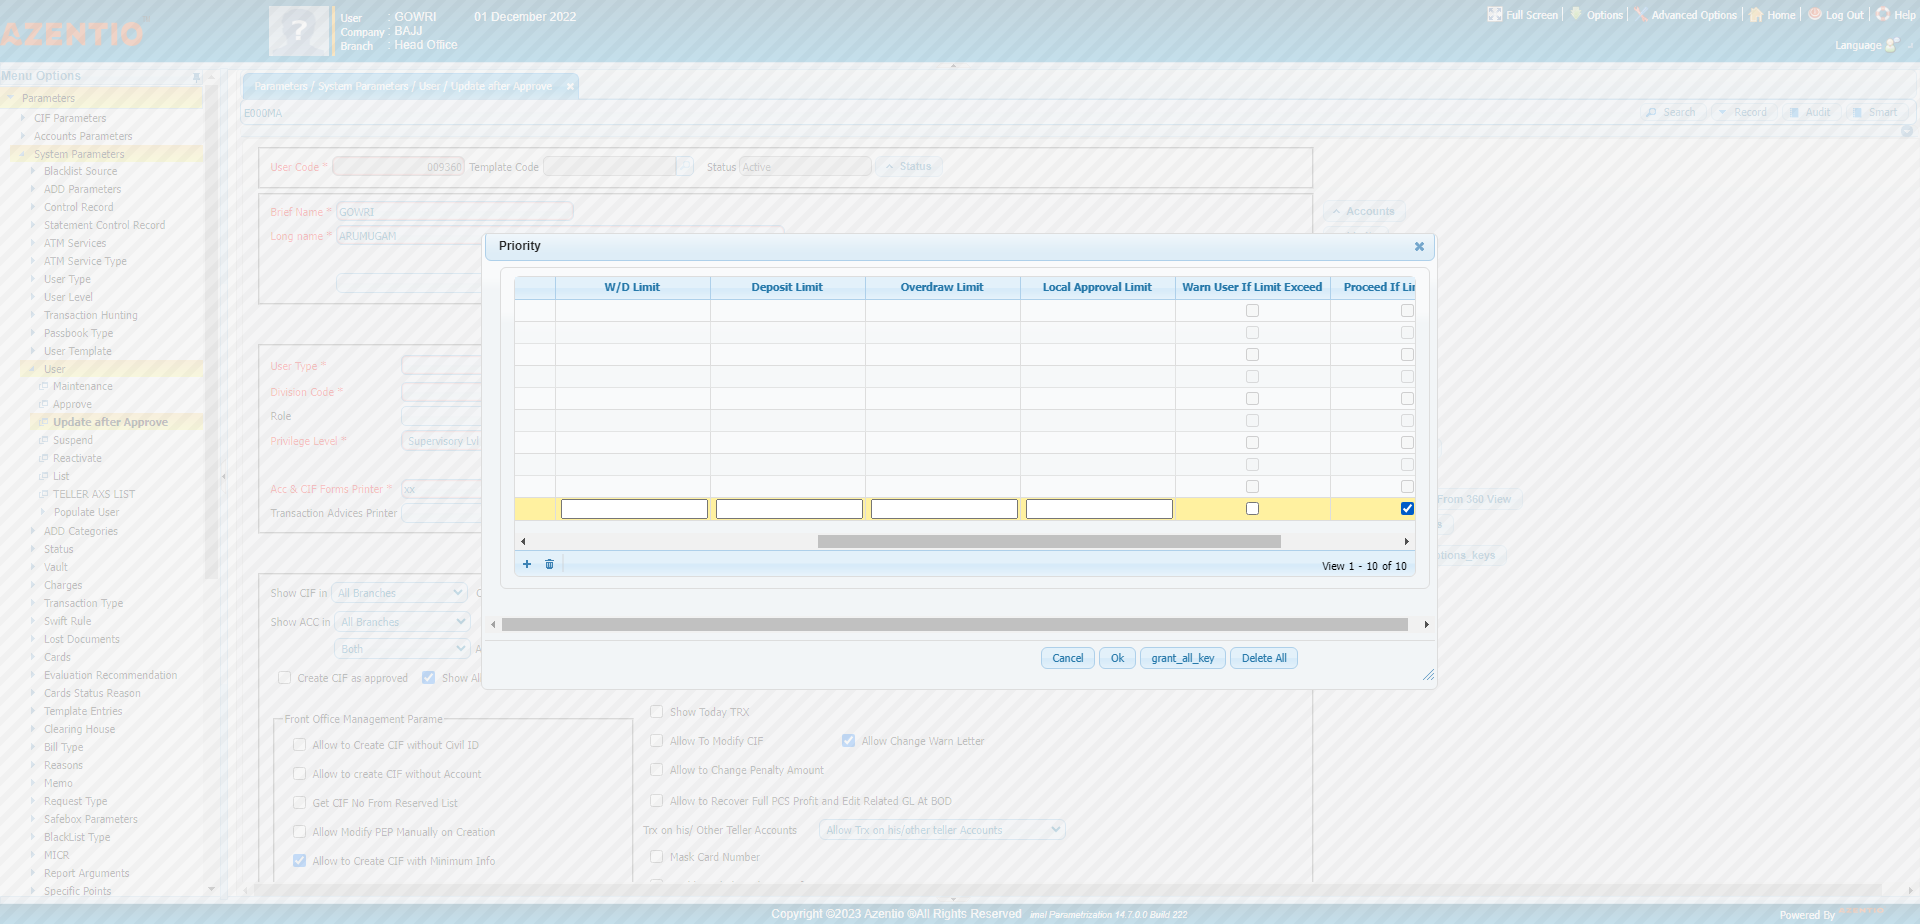 AZENTIO
User : GOWRI 01 December 2022
Company : BAJJ
Branch : Head Office
Full Screen Options Advanced Options Home Log Out Help
Language
Menu Options
Parameters
CIF Parameters
Accounts Parameters
System Parameters
Blacklist Source
ADD Parameters
Control Record
Statement Control Record
ATM Services
ATM Service Type
User Type
User Level
Transaction Hunting
Passbook Type
User Template
User
Maintenance
Approve
Update after Approve
Suspend
Reactivate
List
TELLER AXS LIST
Populate User
ADD Categories
Status
Vault
Charges
Transaction Type
Swift Rule
Lost Documents
Cards
Evaluation Recommendation
Cards Status Reason
Template Entries
Clearing House
Bill Type
Reasons
Memo
Request Type
Safebox Parameters
BlackList Type
MICR
Report Arguments
Specific Points
Parameters / System Parameters / User / Update after Approve
E000MA
Search Record Audit Smart
User Code * 009360 Template Code Status Active Status
Brief Name * GOWRI
Accounts
Long name * ARUMUGAM
Priority
W/D Limit Deposit Limit Overdraw Limit Local Approval Limit Warn User If Limit Exceed Proceed If Li
View 1 - 10 of 10
Cancel Ok grant_all_key Delete All
User Type *
Division Code *
Role
Privilege Level * Supervisory Lvl
Acc & CIF Forms Printer * xx
Transaction Advices Printer
From 360 View
tions_keys
Show CIF in All Branches
Show ACC in All Branches
Both
Create CIF as approved Show All
Front Office Management Parame
Allow to Create CIF without Civil ID
Allow to create CIF without Account
Get CIF No From Reserved List
Allow Modify PEP Manually on Creation
Allow to Create CIF with Minimum Info
Show Today TRX
Allow To Modify CIF Allow Change Warn Letter
Allow to Change Penalty Amount
Allow to Recover Full PCS Profit and Edit Related GL At BOD
Trx on his/ Other Teller Accounts Allow Trx on his/other teller Accounts
Mask Card Number
Copyright ©2023 Azentio ®All Rights Reserved imal Parametrization 14.7.0.0 Build 222
Powered By